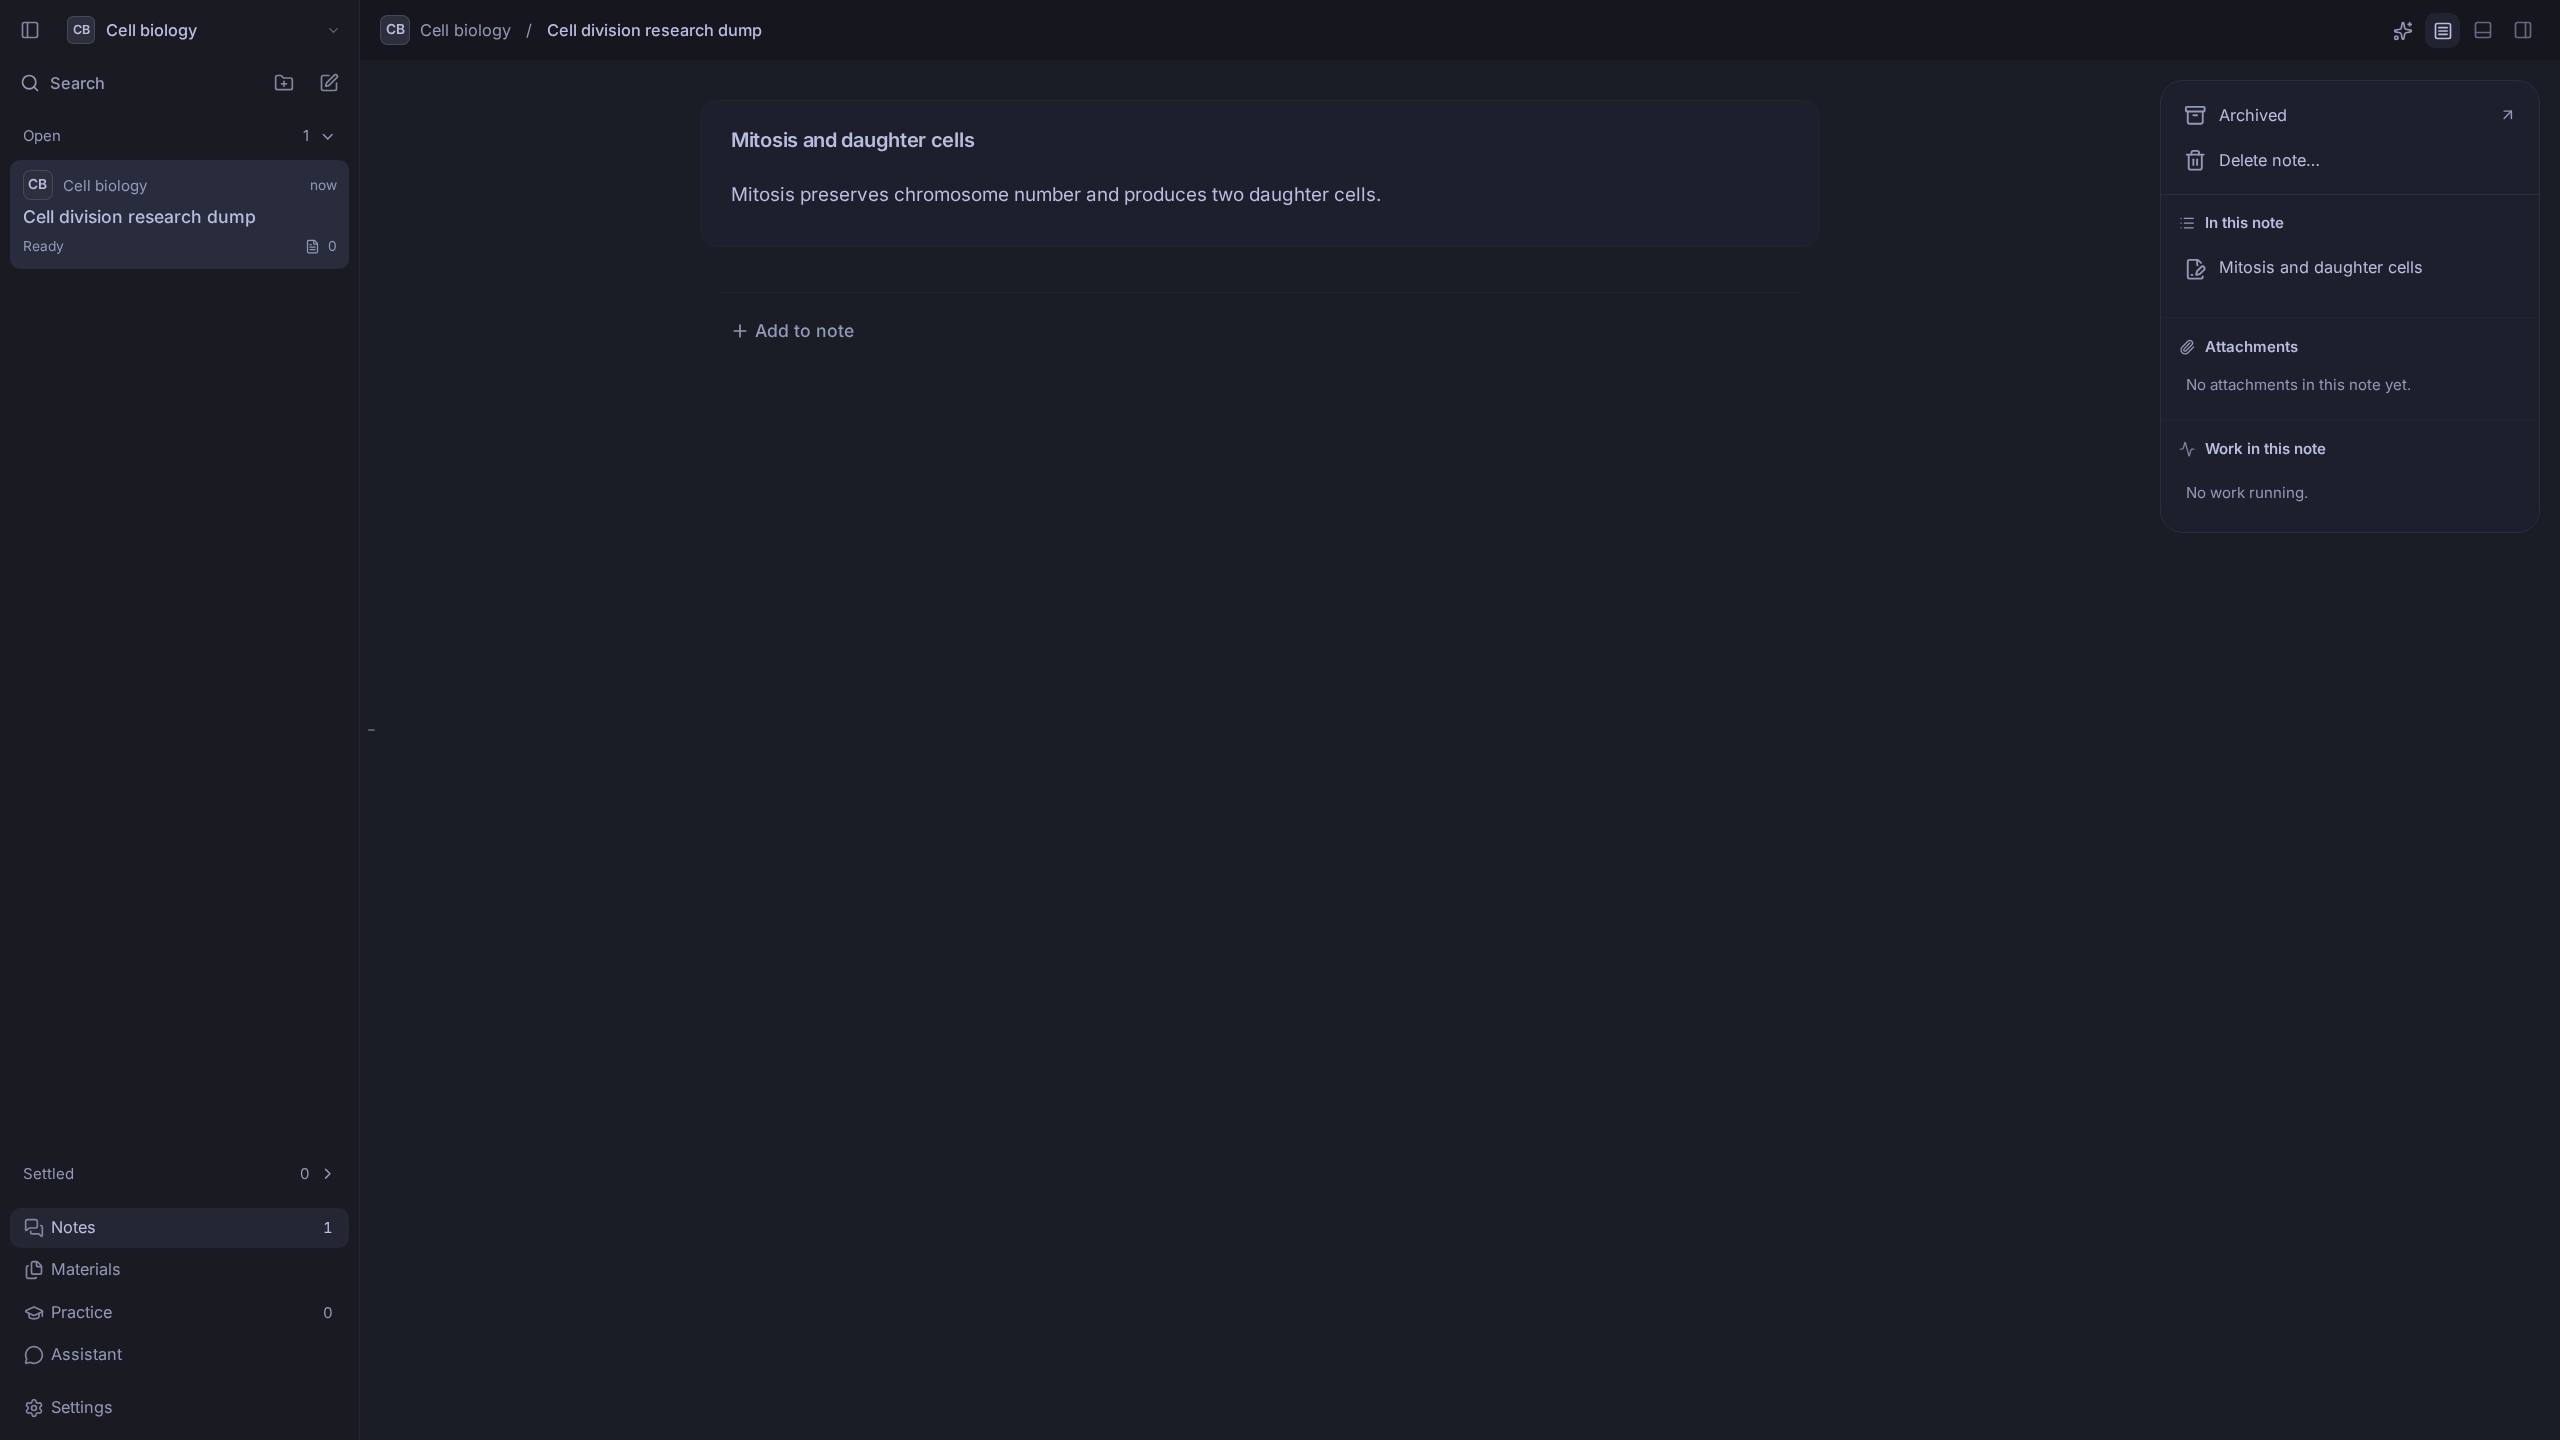 CB Cell biology
Search
Open 1
CB Cell biology now
Cell division research dump
Ready 0
Settled 0
Notes 1
Materials
Practice 0
Assistant
Settings
CB Cell biology / Cell division research dump
Mitosis and daughter cells
Mitosis preserves chromosome number and produces two daughter cells.
Add to note
Archived
Delete note...
In this note
Mitosis and daughter cells
Attachments
No attachments in this note yet.
Work in this note
No work running.